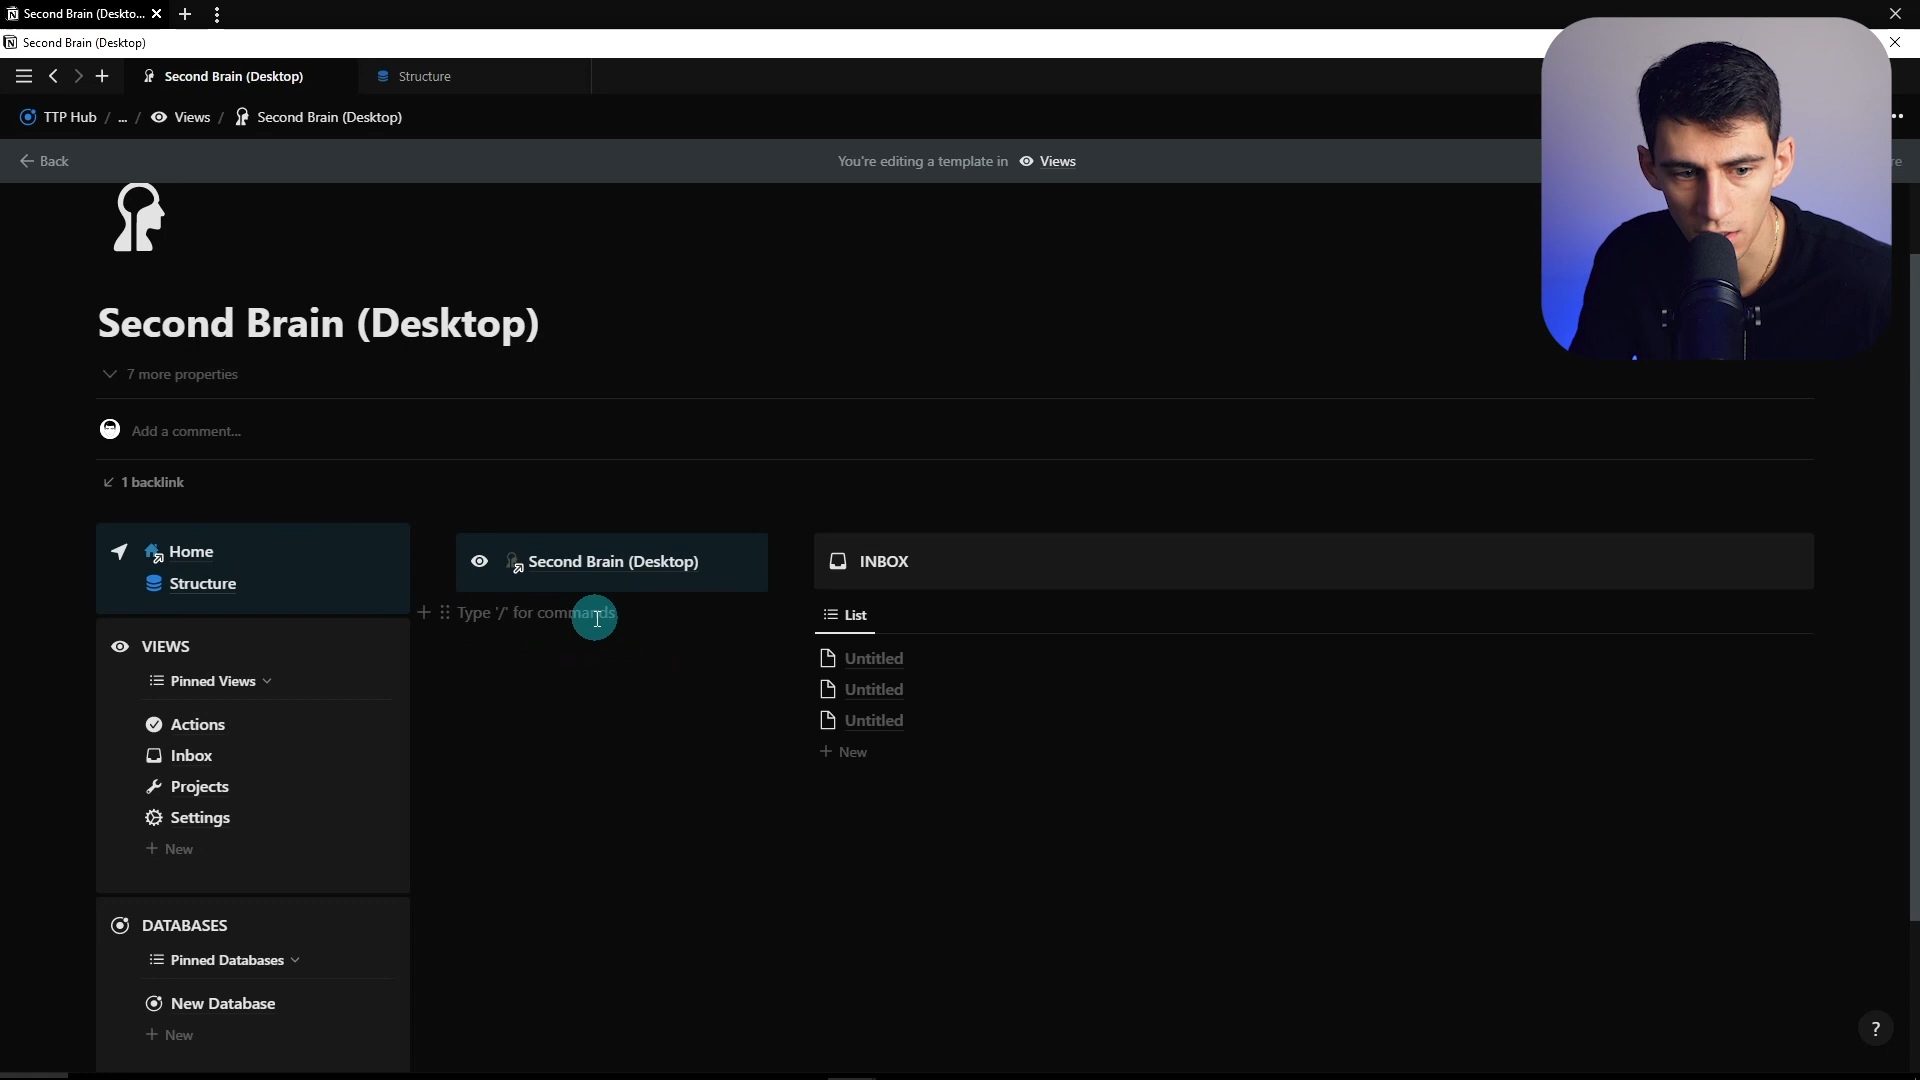 Second Brain (Deskto...
Second Brain (Desktop)
Second Brain (Desktop)
Structure
TTP Hub / ... / Views / Second Brain (Desktop)
Back
You're editing a template in Views
re
Second Brain (Desktop)
7 more properties
Add a comment...
1 backlink
Home
Structure
VIEWS
Pinned Views
Actions
Inbox
Projects
Settings
New
DATABASES
Pinned Databases
New Database
New
Second Brain (Desktop)
Type '/' for commands
INBOX
List
Untitled
Untitled
Untitled
New
?